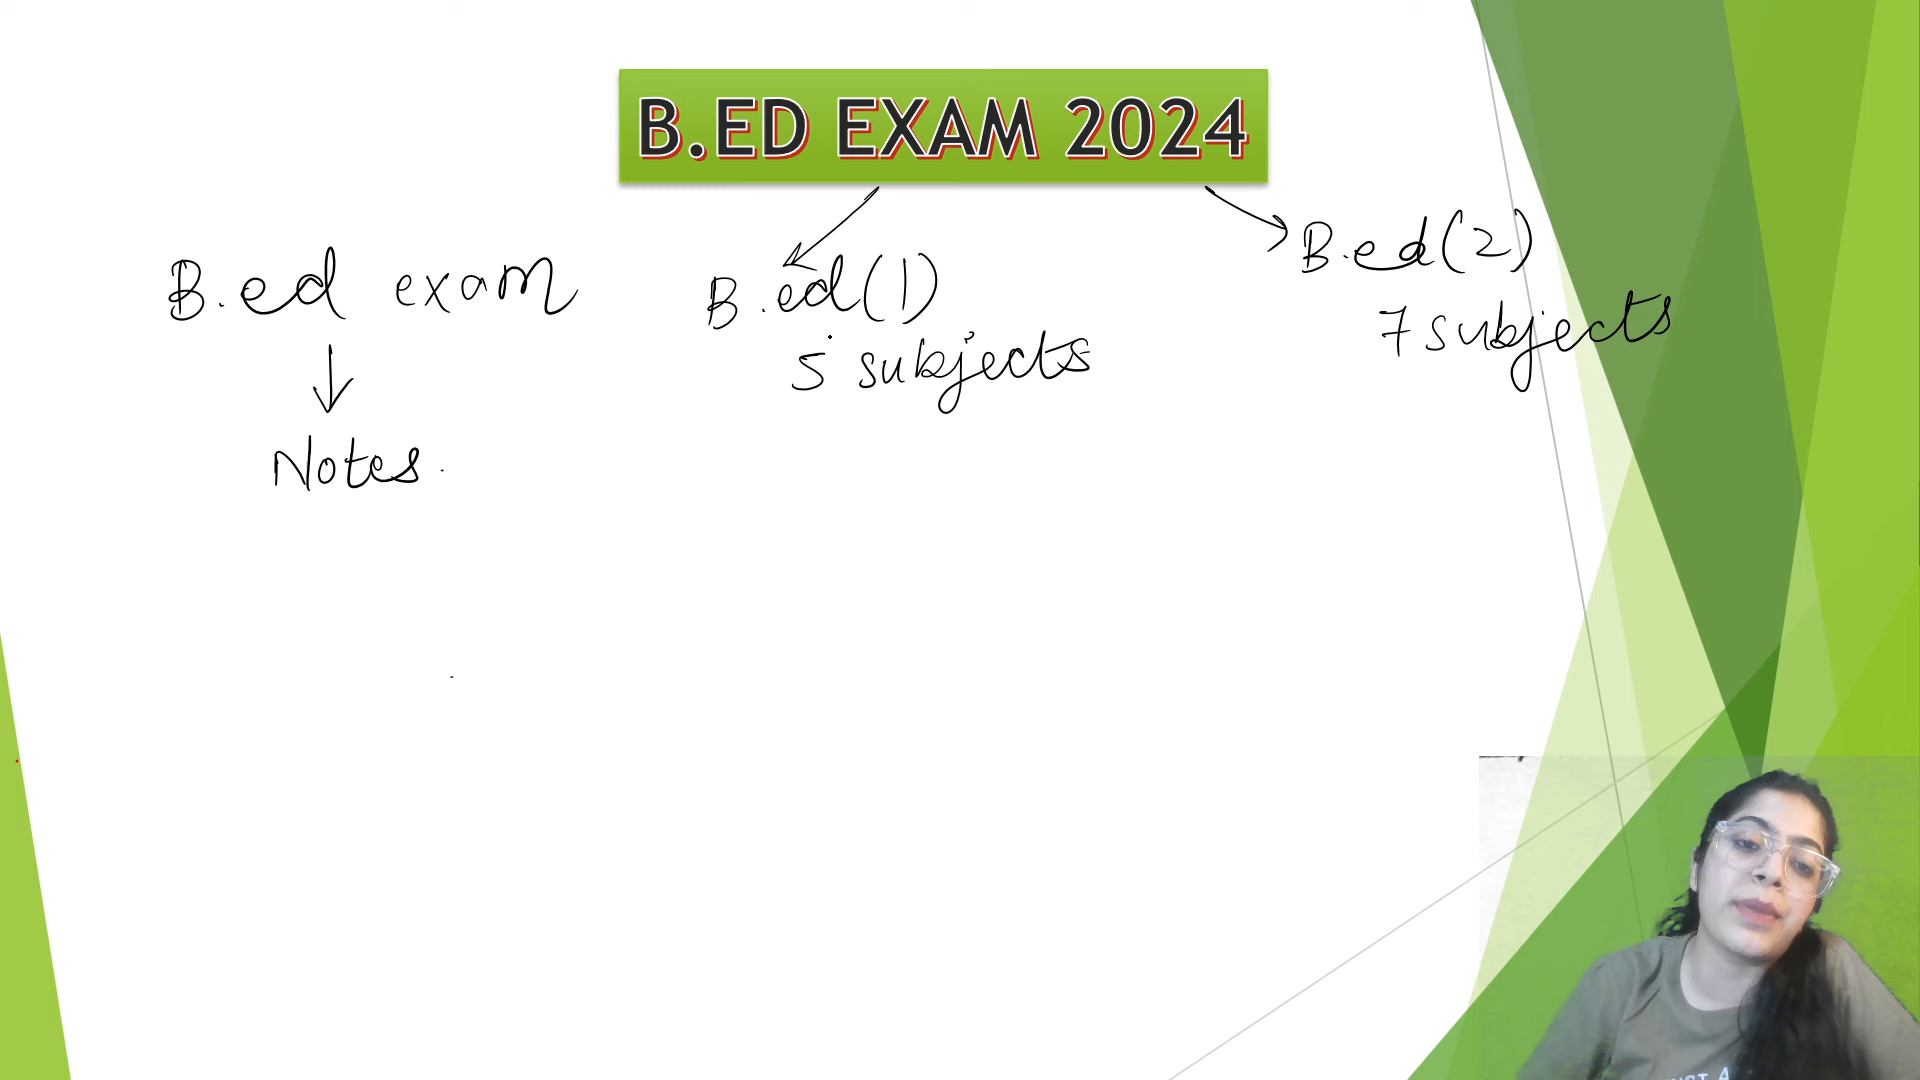 B.ED EXAM 2024
B.ed exam
Notes.
B.ed(1)
5 subjects
B.ed(2)
7 subjects